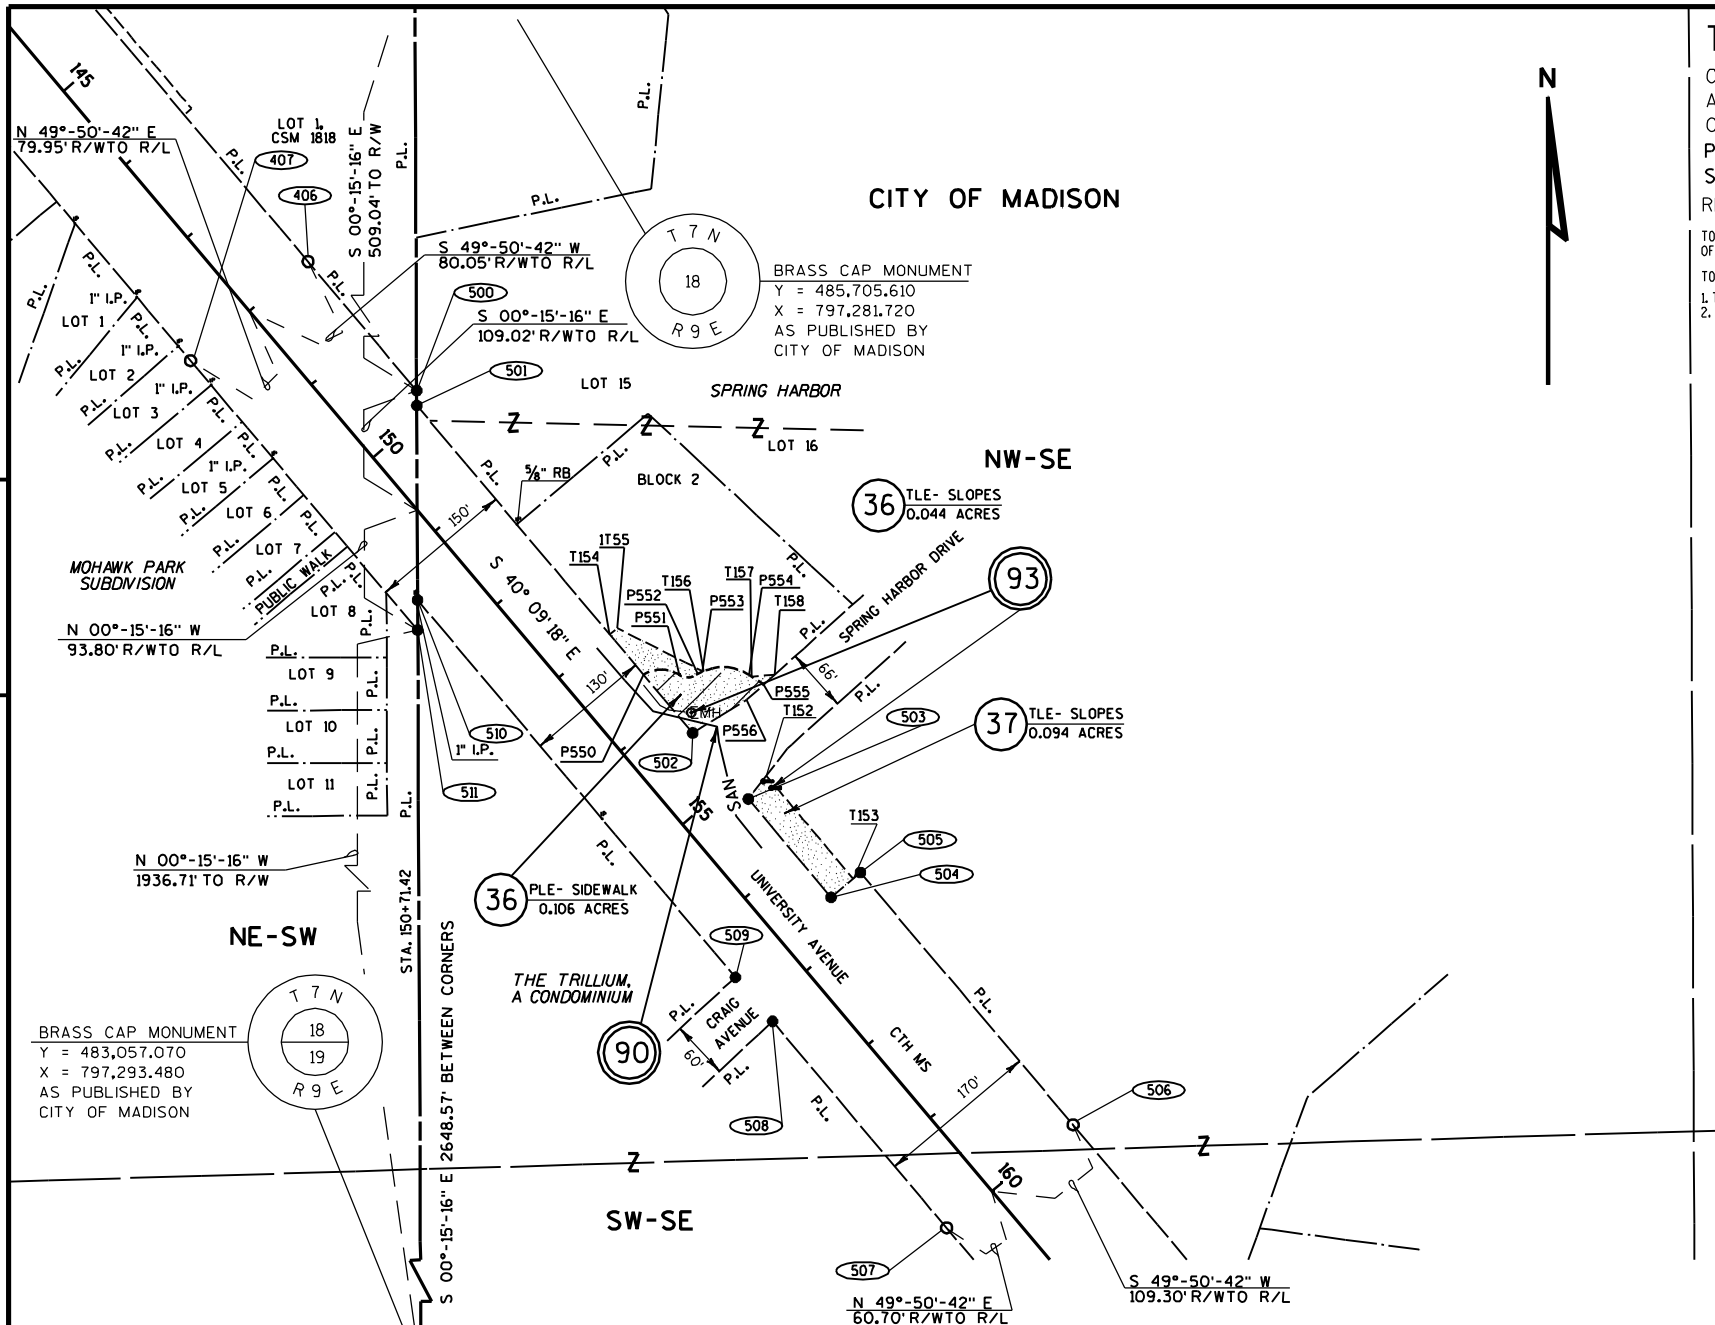 145
N 49°-50'-42" E
79.95' R/WTO R/L
LOT 1,
CSM 1818
407
406
P.L.
S 00°-15'-16" E
509.04' TO R/W
P.L.
P.L.
P.L.
P.L.
CITY OF MADISON
N
S 49°-50'-42" W
80.05' R/WTO R/L
500
S 00°-15'-16" E
109.02' R/WTO R/L
501
T 7 N
18
R 9 E
BRASS CAP MONUMENT
Y = 485,705.610
X = 797,281.720
AS PUBLISHED BY
CITY OF MADISON
P.L.
P.L.
1" I.P.
LOT 1
P.L.
P.L.
1" I.P.
LOT 2
P.L.
1" I.P.
LOT 3
P.L.
P.L.
LOT 4
P.L.
P.L.
1" I.P.
LOT 5
P.L.
P.L.
LOT 6
P.L.
P.L.
LOT 7
P.L.
PUBLIC WALK
P.L.
P.L.
LOT 8
P.L.
MOHAWK PARK
SUBDIVISION
N 00°-15'-16" W
93.80' R/WTO R/L
P.L.
LOT 9
P.L.
P.L.
LOT 10
P.L.
P.L.
LOT 11
P.L.
P.L.
P.L.
150
LOT 15
SPRING HARBOR
Z
Z
Z
LOT 16
P.L.
5/8" RB
P.L.
BLOCK 2
150'
NW-SE
36
TLE- SLOPES
0.044 ACRES
S 40° 09' 18" E
1T55
T154
P552
P551
T156
P553
T157
P554
T158
P.L.
P.L.
SPRING HARBOR DRIVE
93
66'
P.L.
130'
EMH
P555
T152
P556
P550
502
503
37
TLE- SLOPES
0.094 ACRES
510
1" I.P.
511
SAN
155
P.L.
T153
505
504
N 00°-15'-16" W
1936.71' TO R/W
STA. 150+71.42
36
PLE- SIDEWALK
0.106 ACRES
UNIVERSITY AVENUE
NE-SW
509
THE TRILLIUM,
A CONDOMINIUM
P.L.
CRAIG
AVENUE
60'
P.L.
90
CTH MS
P.L.
170'
P.L.
508
506
T 7 N
18
19
R 9 E
BRASS CAP MONUMENT
Y = 483,057.070
X = 797,293.480
AS PUBLISHED BY
CITY OF MADISON
S 00°-15'-16" E 2648.57' BETWEEN CORNERS
Z
Z
160
SW-SE
507
N 49°-50'-42" E
60.70' R/WTO R/L
S 49°-50'-42" W
109.30' R/WTO R/L